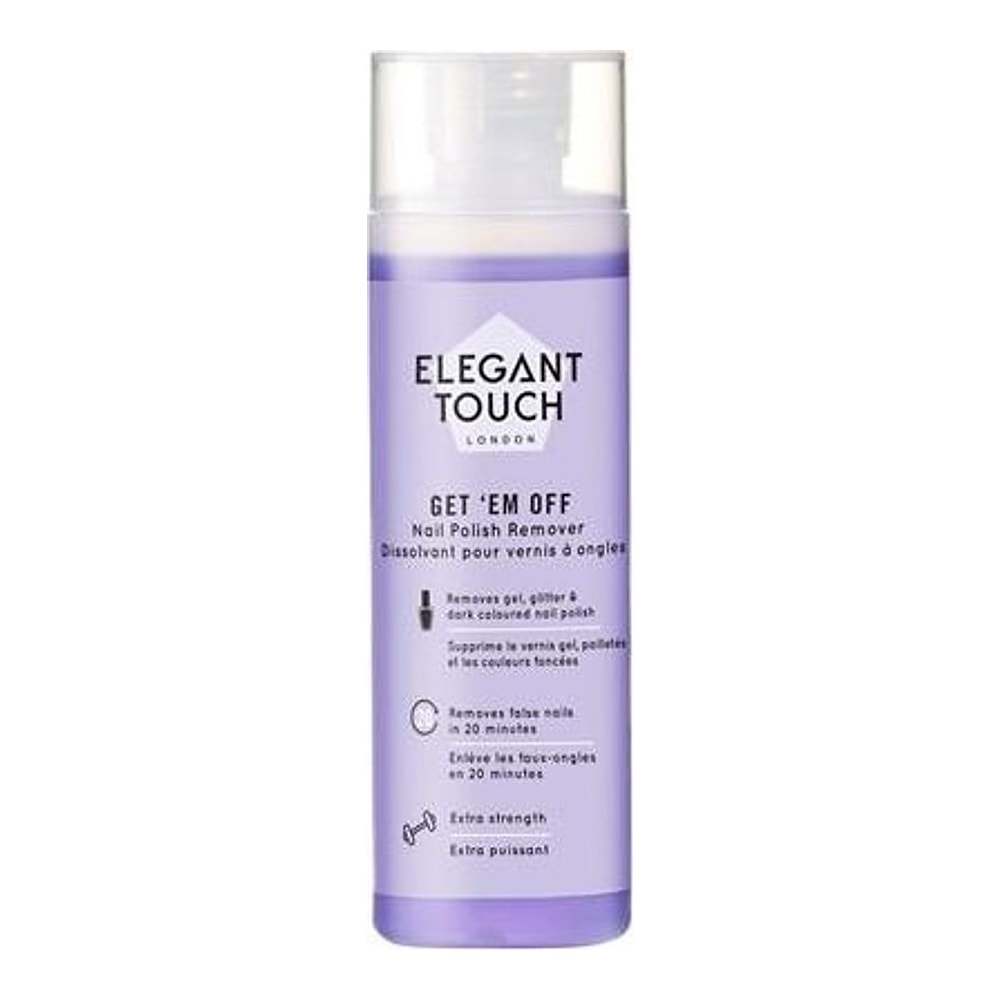 ELEGANT
TOUCH
LONDON
GET 'EM OFF
Nail Polish Remover
Dissolvant pour vernis à ongles
Removes gel, glitter &
dark coloured nail polish
Supprime le vernis gel, pailletés
et les couleurs foncées
Removes false nails
in 20 minutes
Enlève les faux-ongles
en 20 minutes
Extra strength
Extra puissant